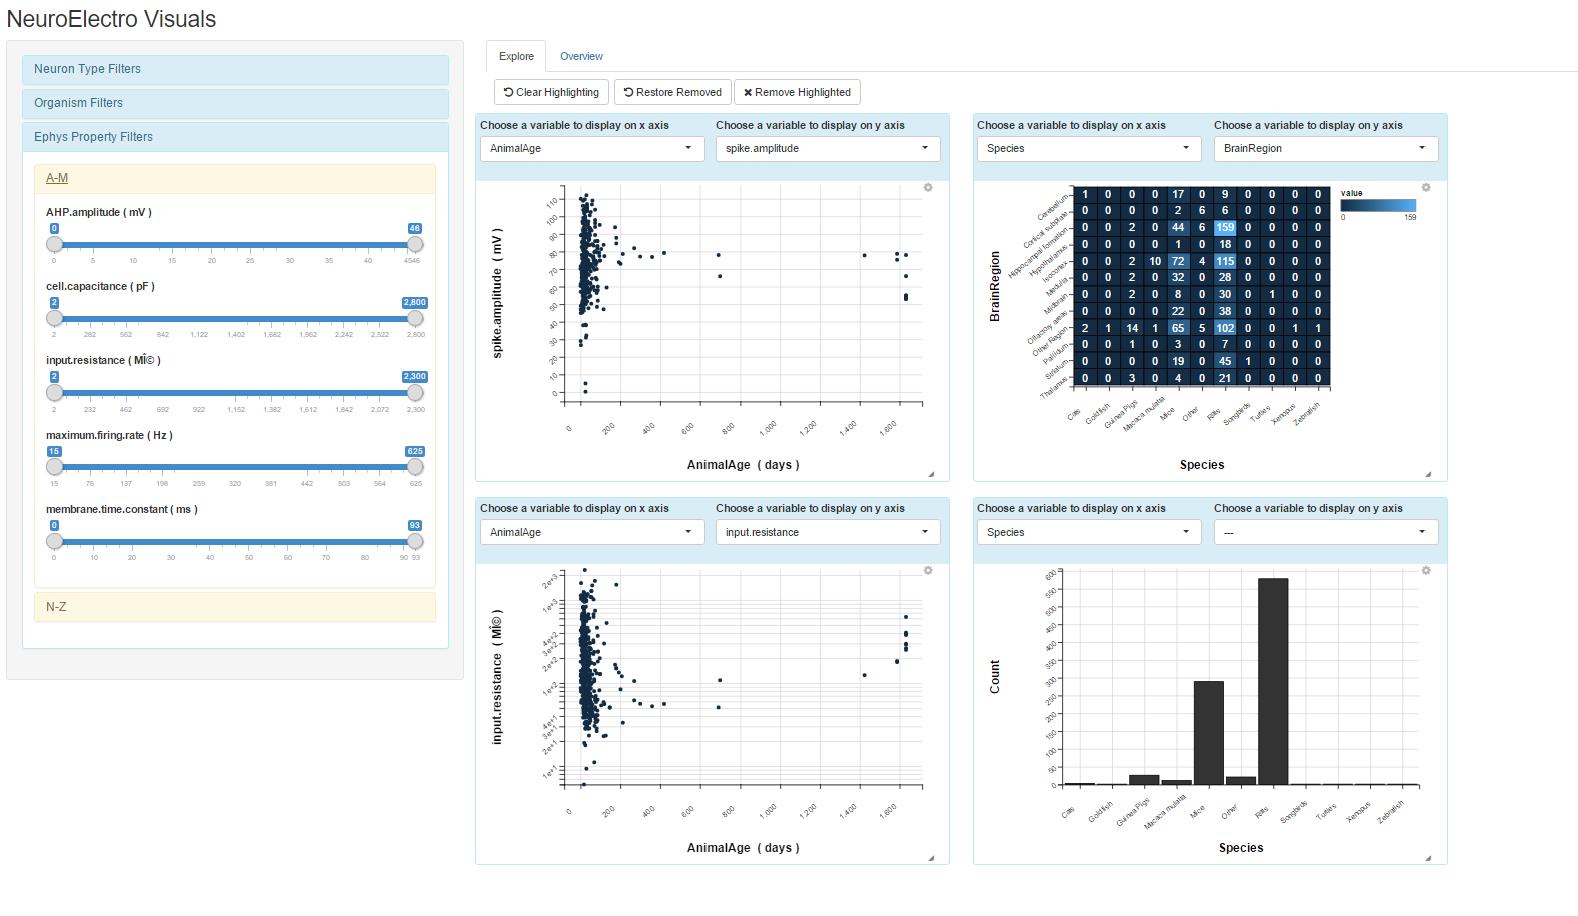 NeuroElectro Visuals
Neuron Type Filters
Organism Filters
Ephys Property Filters
A-M
AHP.amplitude ( mV )
0 46
0 5 10 15 20 25 30 35 40 4546
cell.capacitance ( pF )
2 2,800
2 282 562 842 1,122 1,402 1,682 1,962 2,242 2,522 2,800
input.resistance ( MÎ© )
2 2,300
2 232 462 692 922 1,152 1,382 1,612 1,842 2,072 2,300
maximum.firing.rate ( Hz )
15 625
15 76 137 198 259 320 381 442 503 564 625
membrane.time.constant ( ms )
0 93
0 10 20 30 40 50 60 70 80 90 93
N-Z
Explore Overview
Clear Highlighting Restore Removed Remove Highlighted
Choose a variable to display on x axis Choose a variable to display on y axis
AnimalAge spike.amplitude
spike.amplitude ( mV )
110
100
90
80
70
60
50
40
30
20
10
0
0 200 400 600 800 1,000 1,200 1,400 1,600
AnimalAge ( days )
Choose a variable to display on x axis Choose a variable to display on y axis
Species BrainRegion
BrainRegion
Cerebellum 1 0 0 0 17 0 9 0 0 0 0
Cortical subplate 0 0 0 0 2 6 6 0 0 0 0
Hippocampal formation 0 0 2 0 44 6 159 0 0 0 0
Hypothalamus 0 0 0 0 1 0 18 0 0 0 0
Isocortex 0 0 2 10 72 4 115 0 0 0 0
Medulla 0 0 2 0 32 0 28 0 0 0 0
Midbrain 0 0 2 0 8 0 30 0 1 0 0
Olfactory areas 0 0 0 0 22 0 38 0 0 0 0
Other Region 2 1 14 1 65 5 102 0 0 1 1
Pallidum 0 0 1 0 3 0 7 0 0 0 0
Striatum 0 0 0 0 19 0 45 1 0 0 0
Thalamus 0 0 3 0 4 0 21 0 0 0 0
Cats Goldfish Guinea Pigs Macaca mulatta Mice Other Rats Songbirds Turtles Xenopus Zebrafish
Species
value
0 159
Choose a variable to display on x axis Choose a variable to display on y axis
AnimalAge input.resistance
input.resistance ( MÎ© )
2e+3
1e+3
4e+2
3e+2
2e+2
1e+2
4e+1
3e+1
2e+1
1e+1
0 200 400 600 800 1,000 1,200 1,400 1,600
AnimalAge ( days )
Choose a variable to display on x axis Choose a variable to display on y axis
Species ---
Count
600
550
500
450
400
350
300
250
200
150
100
50
0
Cats Goldfish Guinea Pigs Macaca mulatta Mice Other Rats Songbirds Turtles Xenopus Zebrafish
Species